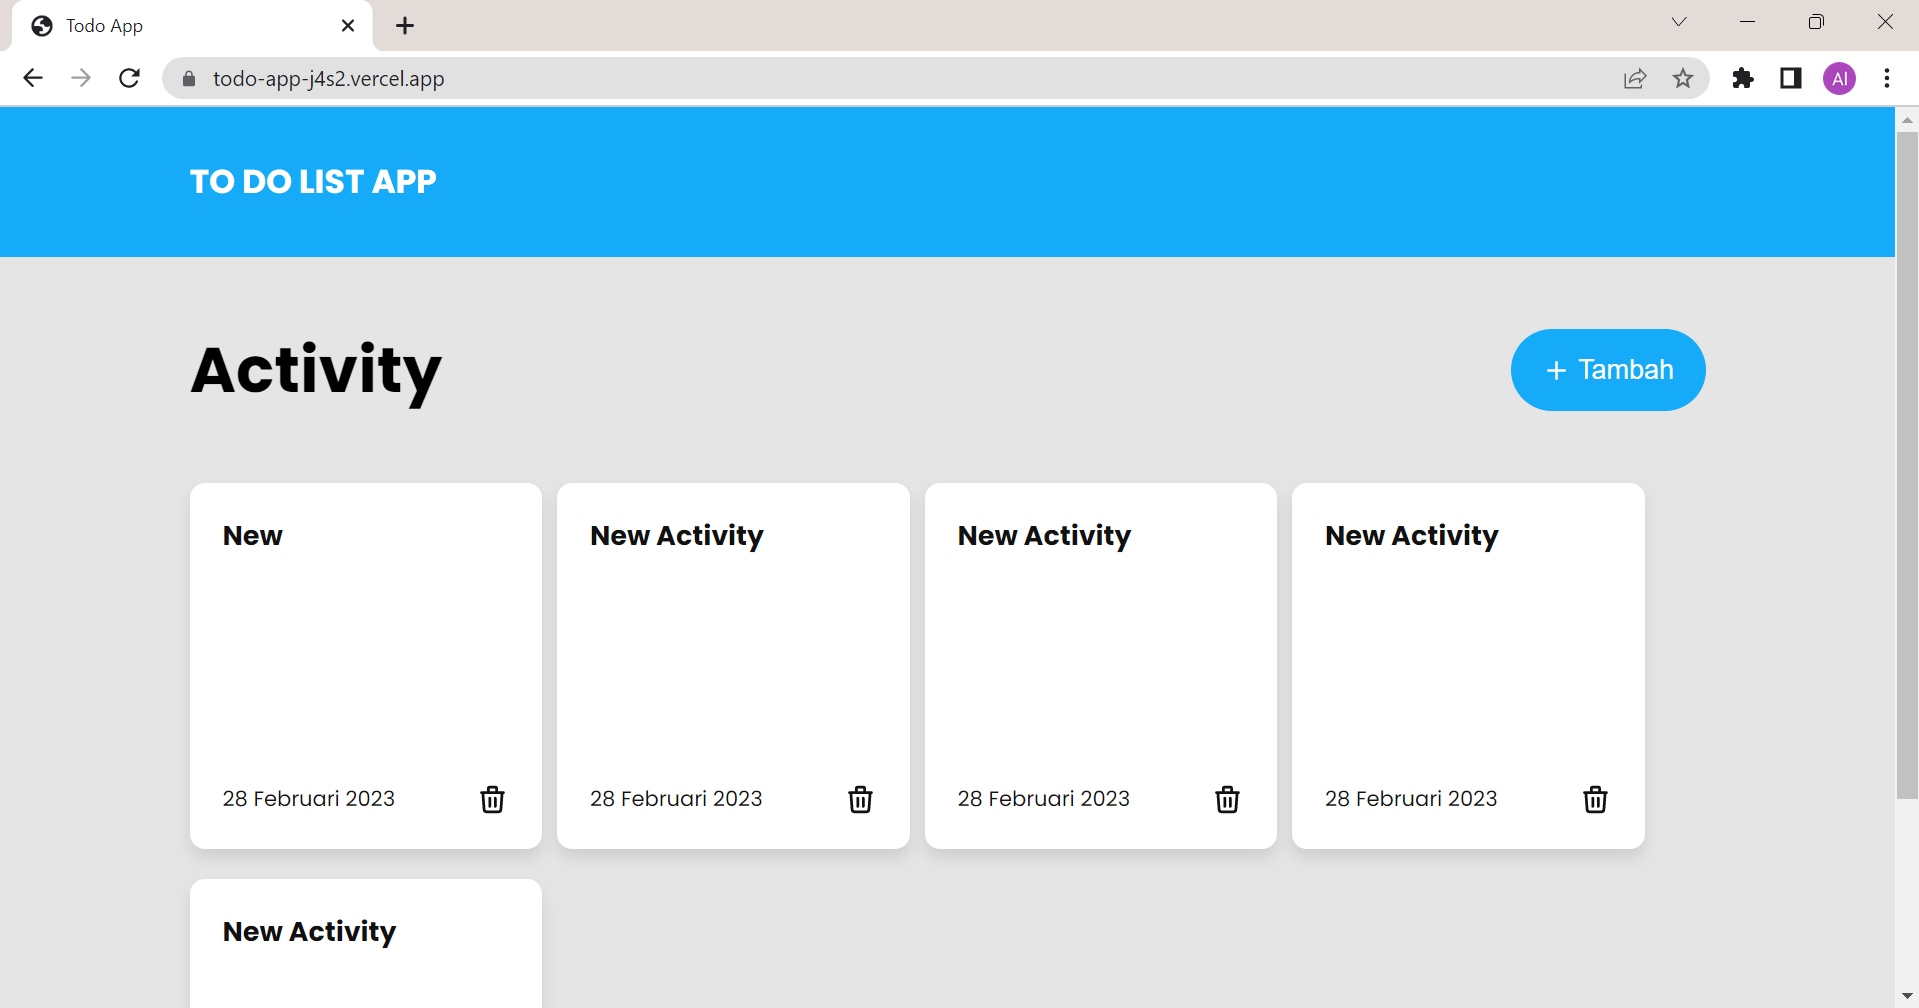 Todo App
todo-app-j4s2.vercel.app
Al
TO DO LIST APP
Activity
+ Tambah
New
New Activity
New Activity
New Activity
28 Februari 2023
28 Februari 2023
28 Februari 2023
28 Februari 2023
New Activity